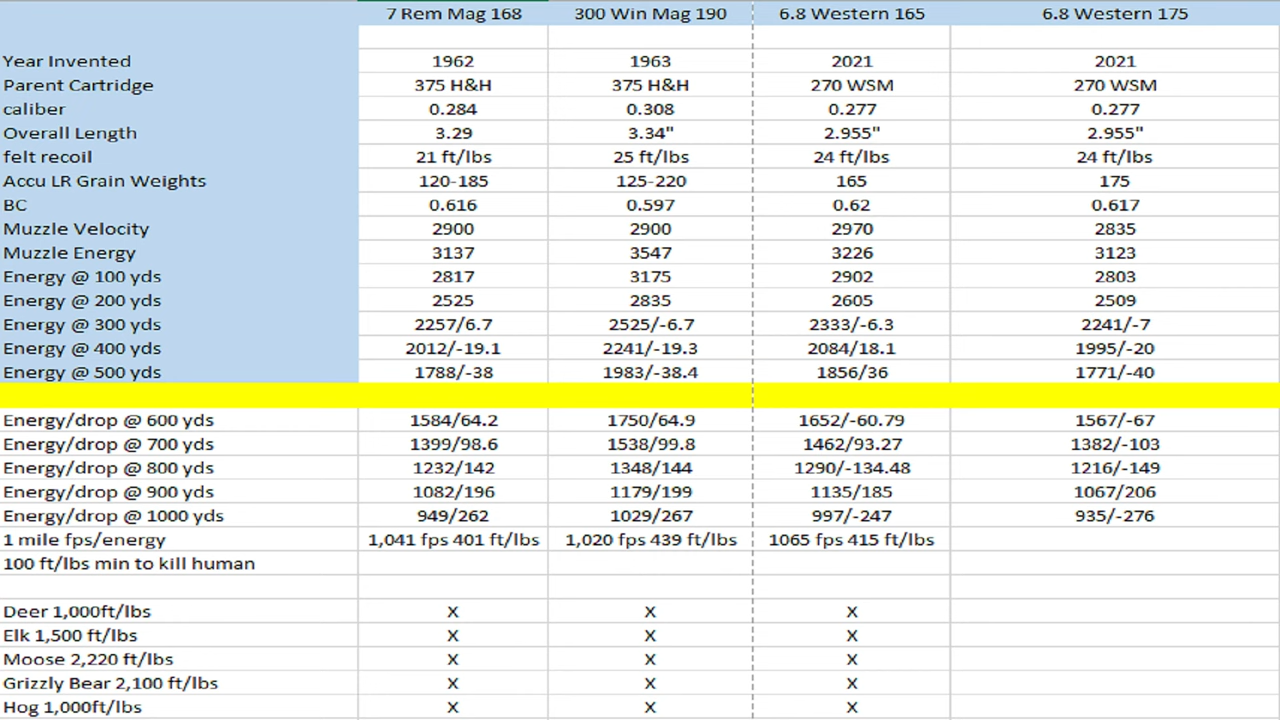 7 Rem Mag 168 300 Win Mag 190 6.8 Western 165 6.8 Western 175
Year Invented 1962 1963 2021 2021
Parent Cartridge 375 H&H 375 H&H 270 WSM 270 WSM
caliber 0.284 0.308 0.277 0.277
Overall Length 3.29 3.34" 2.955" 2.955"
felt recoil 21 ft/lbs 25 ft/lbs 24 ft/lbs 24 ft/lbs
Accu LR Grain Weights 120-185 125-220 165 175
BC 0.616 0.597 0.62 0.617
Muzzle Velocity 2900 2900 2970 2835
Muzzle Energy 3137 3547 3226 3123
Energy @ 100 yds 2817 3175 2902 2803
Energy @ 200 yds 2525 2835 2605 2509
Energy @ 300 yds 2257/6.7 2525/-6.7 2333/-6.3 2241/-7
Energy @ 400 yds 2012/-19.1 2241/-19.3 2084/18.1 1995/-20
Energy @ 500 yds 1788/-38 1983/-38.4 1856/36 1771/-40
Energy/drop @ 600 yds 1584/64.2 1750/64.9 1652/-60.79 1567/-67
Energy/drop @ 700 yds 1399/98.6 1538/99.8 1462/93.27 1382/-103
Energy/drop @ 800 yds 1232/142 1348/144 1290/-134.48 1216/-149
Energy/drop @ 900 yds 1082/196 1179/199 1135/185 1067/206
Energy/drop @ 1000 yds 949/262 1029/267 997/-247 935/-276
1 mile fps/energy 1,041 fps 401 ft/lbs 1,020 fps 439 ft/lbs 1065 fps 415 ft/lbs
100 ft/lbs min to kill human
Deer 1,000ft/lbs X X X
Elk 1,500 ft/lbs X X X
Moose 2,220 ft/lbs X X X
Grizzly Bear 2,100 ft/lbs X X X
Hog 1,000ft/lbs X X X